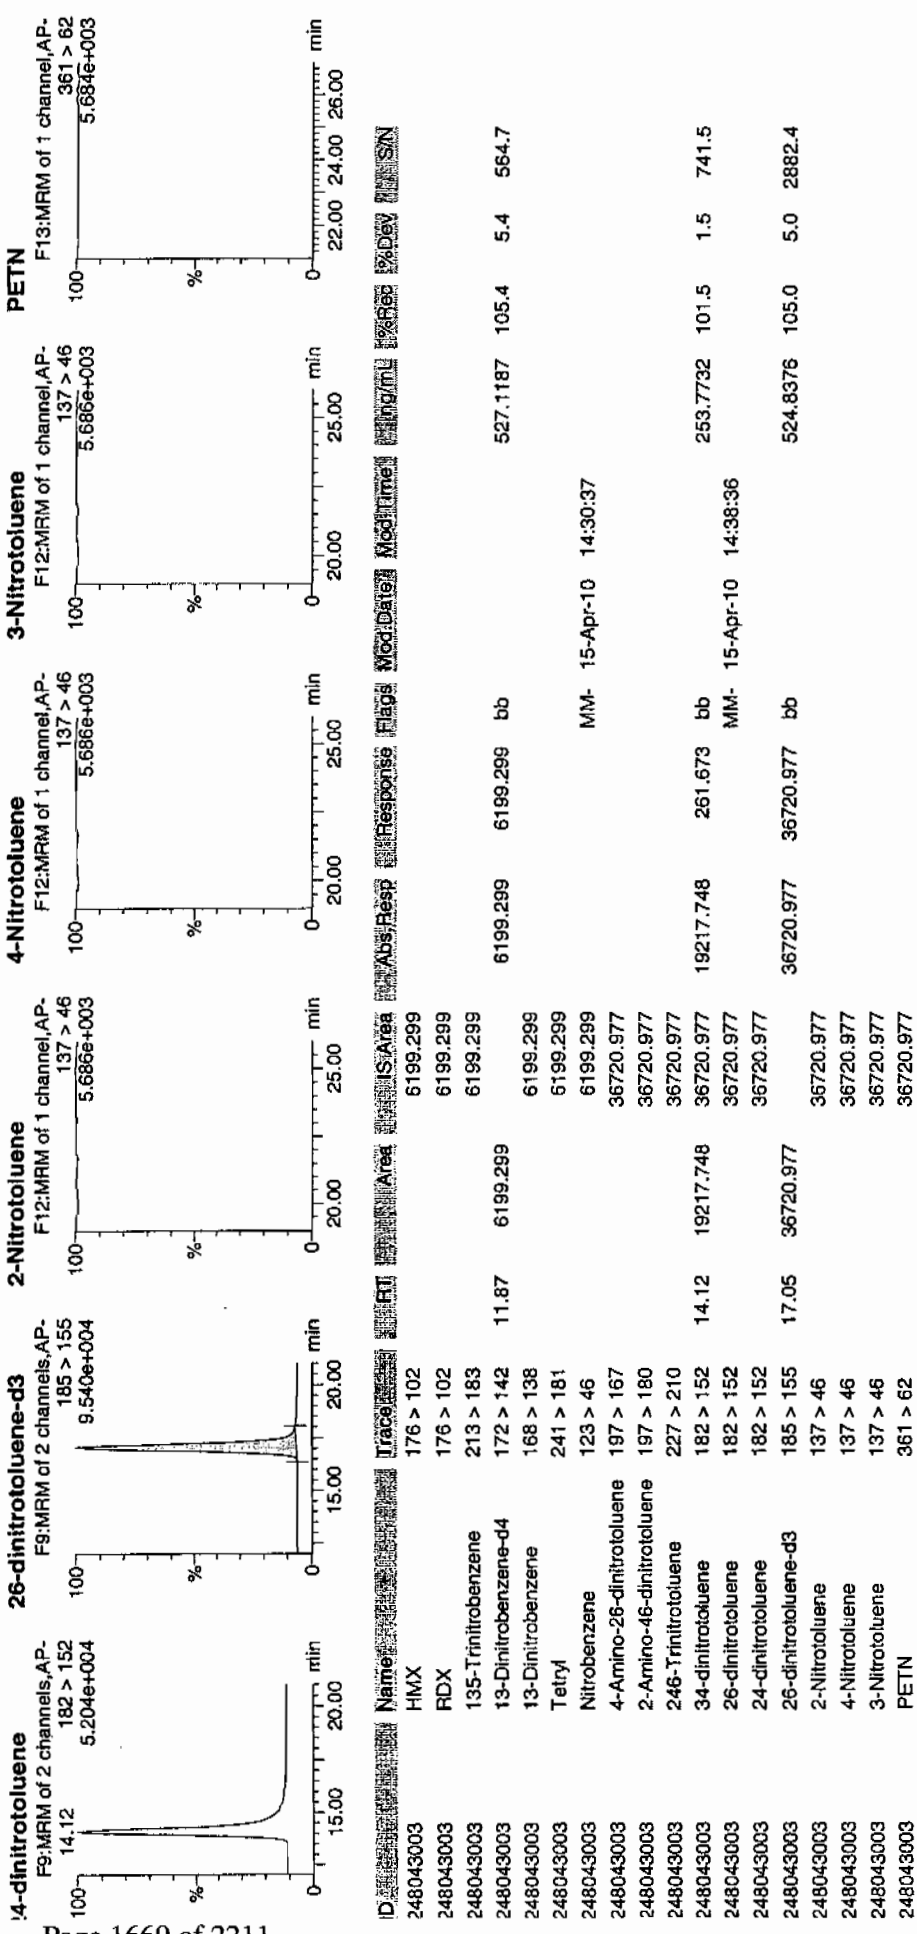 !4-dinitrotoluene
F9:MRM of 2 channels,AP-
14.12
182 > 152
5.204e+004
100
%
0
15.00
20.00
min
26-dinitrotoluene-d3
F9:MRM of 2 channels,AP-
185 > 155
9.540e+004
100
%
0
15.00
20.00
min
2-Nitrotoluene
F12:MRM of 1 channel,AP-
137 > 46
5.686e+003
100
%
0
20.00
25.00
min
4-Nitrotoluene
F12:MRM of 1 channel,AP-
137 > 46
5.686e+003
100
%
0
20.00
25.00
min
3-Nitrotoluene
F12:MRM of 1 channel,AP-
137 > 46
5.686e+003
100
%
0
20.00
25.00
min
PETN
F13:MRM of 1 channel,AP-
361 > 62
5.684e+003
100
%
0
22.00
24.00
26.00
min
ID Name Trace RT Area IS Area Abs.Resp Response Flags Mod.Date Mod.Time ng/mL %Rec %Dev S/N
248043003 HMX 176 > 102 6199.299
248043003 RDX 176 > 102 6199.299
248043003 135-Trinitrobenzene 213 > 183 6199.299
248043003 13-Dinitrobenzene-d4 172 > 142 11.87 6199.299 6199.299 6199.299 bb 527.1187 105.4 5.4 564.7
248043003 13-Dinitrobenzene 168 > 138 6199.299
248043003 Tetryl 241 > 181 6199.299
248043003 Nitrobenzene 123 > 46 6199.299 MM- 15-Apr-10 14:30:37
248043003 4-Amino-26-dinitrotoluene 197 > 167 36720.977
248043003 2-Amino-46-dinitrotoluene 197 > 180 36720.977
248043003 246-Trinitrotoluene 227 > 210 36720.977
248043003 34-dinitrotoluene 182 > 152 14.12 19217.748 36720.977 19217.748 261.673 bb 253.7732 101.5 1.5 741.5
248043003 26-dinitrotoluene 182 > 152 36720.977 MM- 15-Apr-10 14:38:36
248043003 24-dinitrotoluene 182 > 152 36720.977
248043003 26-dinitrotoluene-d3 185 > 155 17.05 36720.977 36720.977 36720.977 bb 524.8376 105.0 5.0 2882.4
248043003 2-Nitrotoluene 137 > 46 36720.977
248043003 4-Nitrotoluene 137 > 46 36720.977
248043003 3-Nitrotoluene 137 > 46 36720.977
248043003 PETN 361 > 62 36720.977